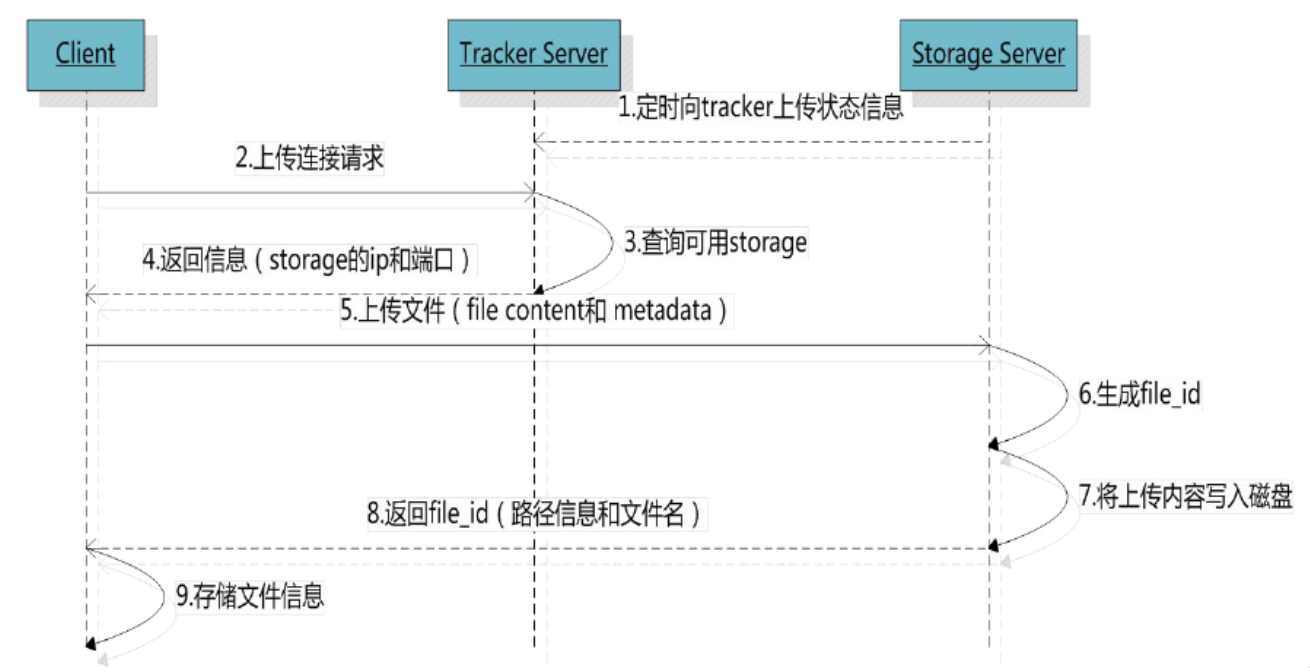 Client
Tracker Server
Storage Server
1.定时向tracker上传状态信息
2.上传连接请求
3.查询可用storage
4.返回信息（storage的ip和端口）
5.上传文件（file content和 metadata）
6.生成file_id
7.将上传内容写入磁盘
8.返回file_id（路径信息和文件名）
9.存储文件信息